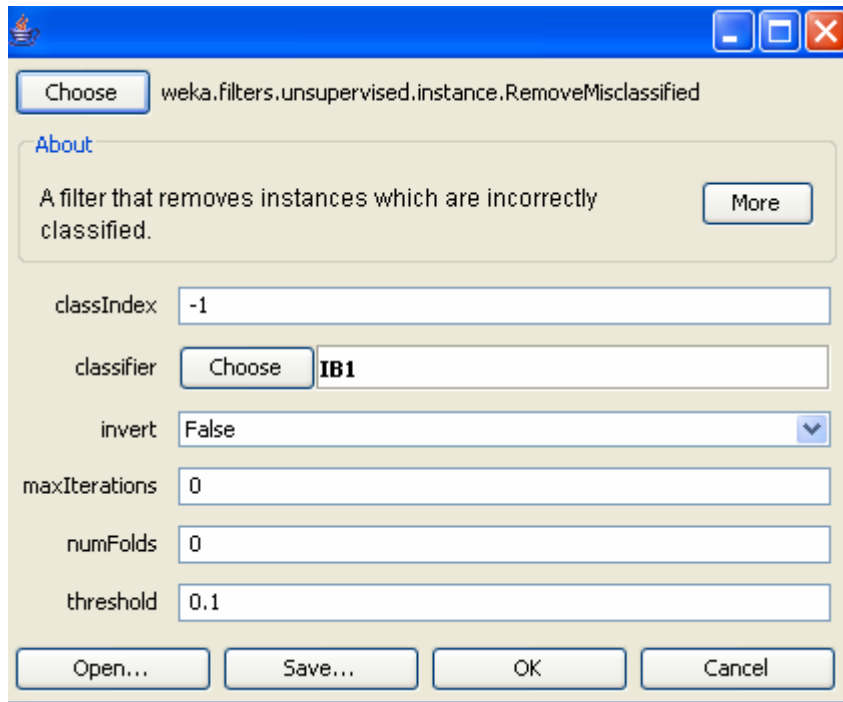 Choose weka.filters.unsupervised.instance.RemoveMisclassified
About
A filter that removes instances which are incorrectly
classified.
More
classIndex -1
classifier Choose IB1
invert False
maxIterations 0
numFolds 0
threshold 0.1
Open... Save... OK Cancel